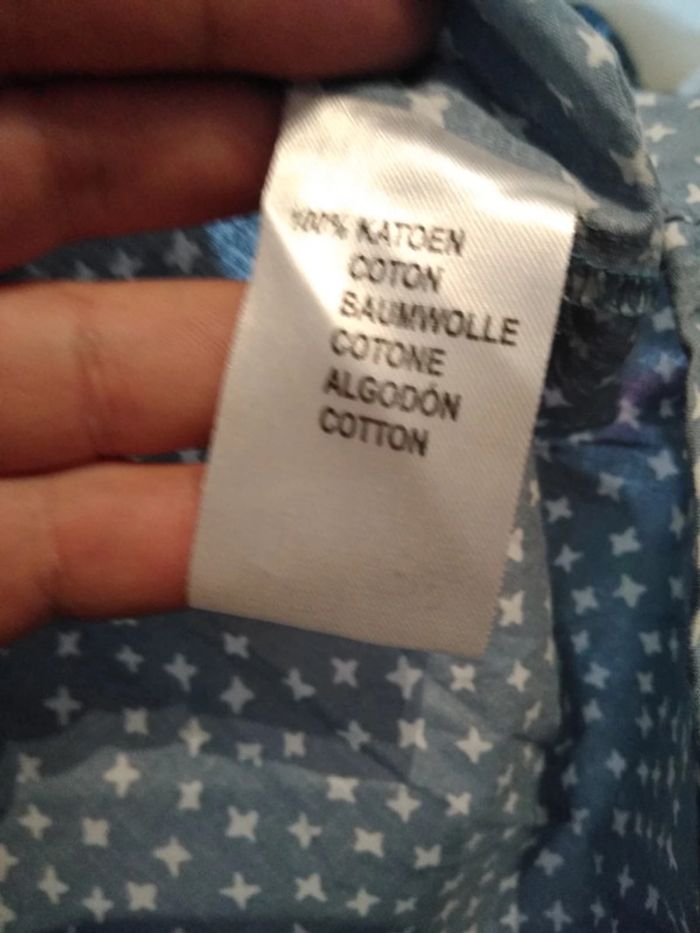 100% KATOEN
COTON
BAUMWOLLE
COTONE
ALGODÓN
COTTON